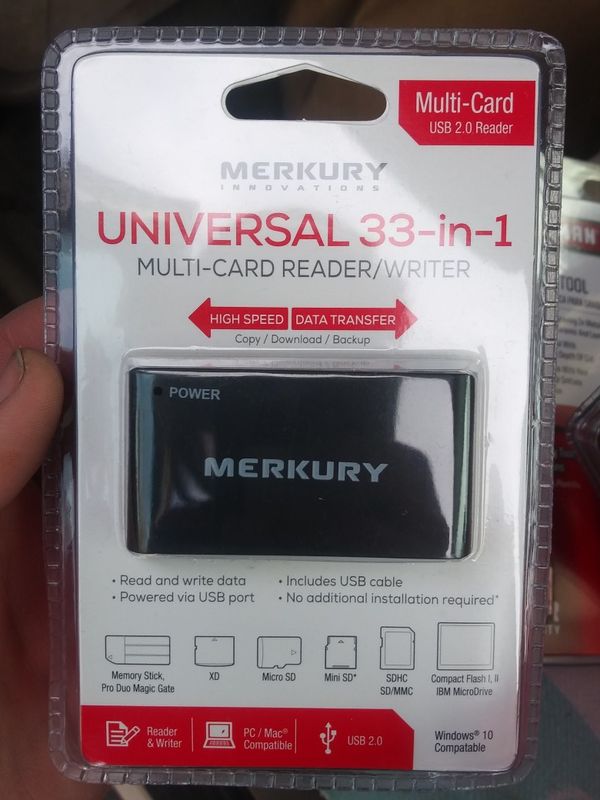 Multi-Card
USB 2.0 Reader
MERKURY
INNOVATIONS
UNIVERSAL 33-in-1
MULTI-CARD READER/WRITER
HIGH SPEED DATA TRANSFER
Copy / Download / Backup
POWER
MERKURY
• Read and write data
• Powered via USB port
• Includes USB cable
• No additional installation required*
Memory Stick,
Pro Duo Magic Gate
XD
Micro SD
Mini SD*
SDHC
SD/MMC
Compact Flash I, II
IBM MicroDrive
Reader
& Writer
PC / Mac®
Compatible
USB 2.0
Windows® 10
Compatable
TOOL